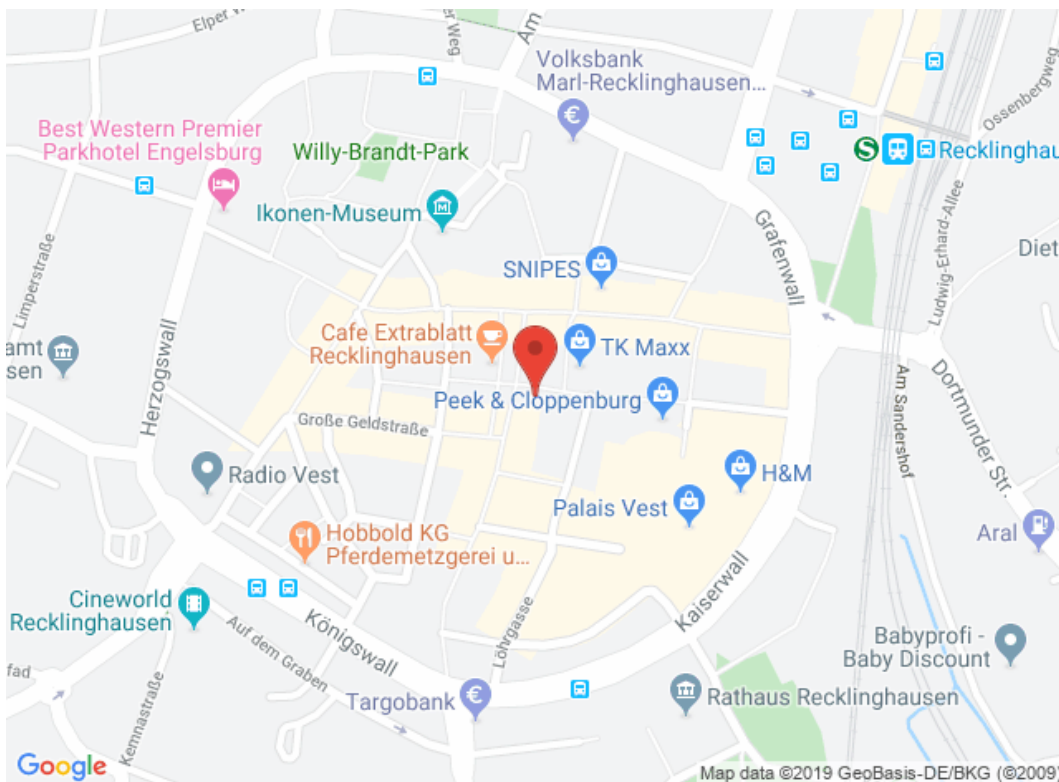 Elper W
er Weg
Am
Volksbank
Marl-Recklinghausen...
Ossenbergweg
Best Western Premier
Parkhotel Engelsburg
Willy-Brandt-Park
S
Recklinghau
Ikonen-Museum
M
Grafenwall
Ludwig-Erhard-Allee
Diet
SNIPES
Limperstraße
Cafe Extrablatt
Recklinghausen
TK Maxx
amt
sen
Herzogswall
Peek & Cloppenburg
Am Sandershof
Dortmunder Str.
Große Geldstraße
Radio Vest
H&M
Palais Vest
Aral
Hobbold KG
Pferdemetzgerei u...
Cineworld
Recklinghausen
Königswall
Löhrgasse
Kaiserwall
Auf dem Graben
Babyprofi -
Baby Discount
fad
Kemnastraße
Targobank
€
Rathaus Recklinghausen
Google
Map data ©2019 GeoBasis-DE/BKG (©2009)